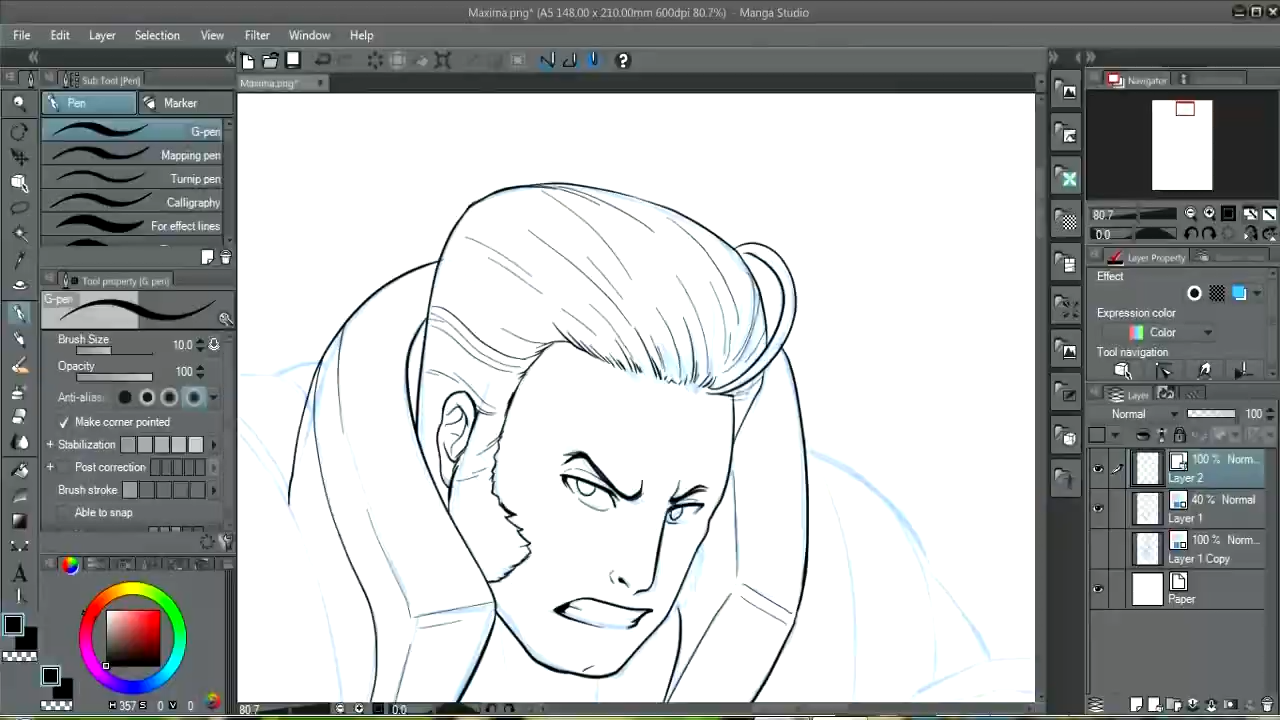 Maxima.png* (A5 148.00 x 210.00mm 600dpi 80.7%) - Manga Studio
File Edit Layer Selection View Filter Window Help
Sub Tool [Pen]
Maxima.png*
Navigator
Pen Marker
G-pen
Mapping pen
Turnip pen
Calligraphy
For effect lines
80.7
0.0
Tool property [G-pen]
G-pen
Brush Size 10.0
Opacity 100
Anti-alias
Make corner pointed
Stabilization
Post correction
Brush stroke
Able to snap
H 357 S 0 V 0
80.7 0.0
Layer Property
Effect
Expression color
Color
Tool navigation
Layer
Normal 100
100 % Norm...
Layer 2
40 % Normal
Layer 1
100 % Norm...
Layer 1 Copy
Paper